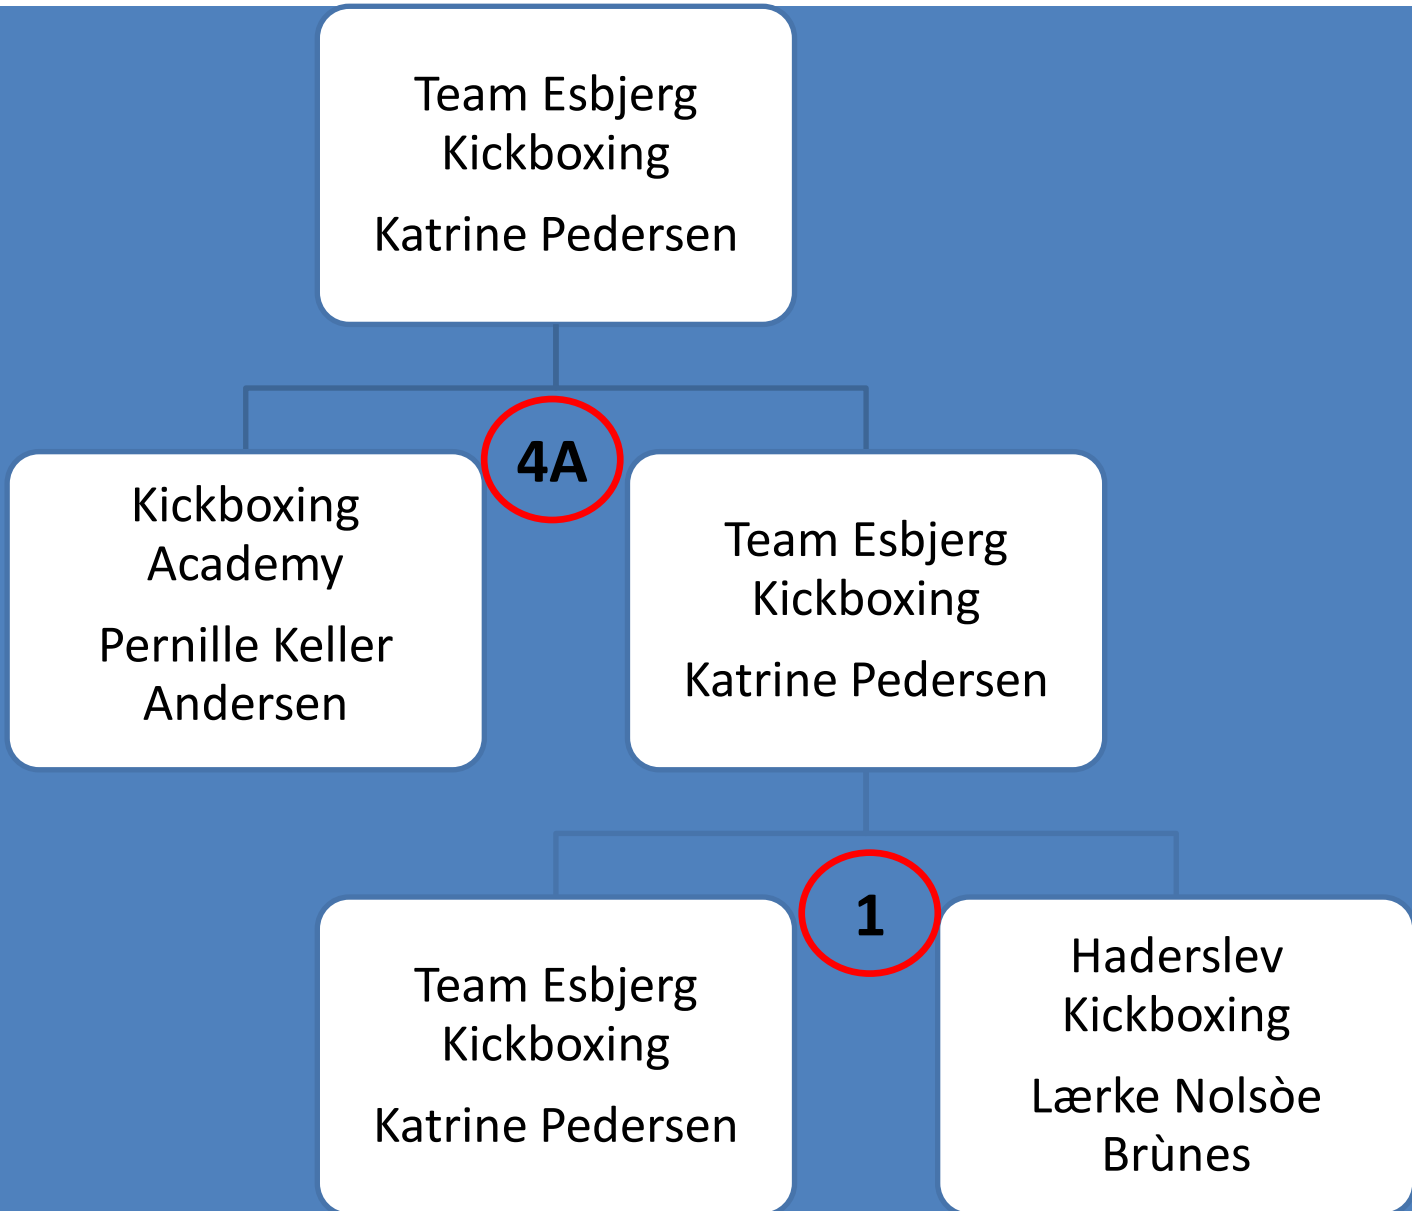 Team Esbjerg
Kickboxing
Katrine Pedersen
4A
Kickboxing
Academy
Pernille Keller
Andersen
Team Esbjerg
Kickboxing
Katrine Pedersen
1
Team Esbjerg
Kickboxing
Katrine Pedersen
Haderslev
Kickboxing
Lærke Nolsòe
Brùnes